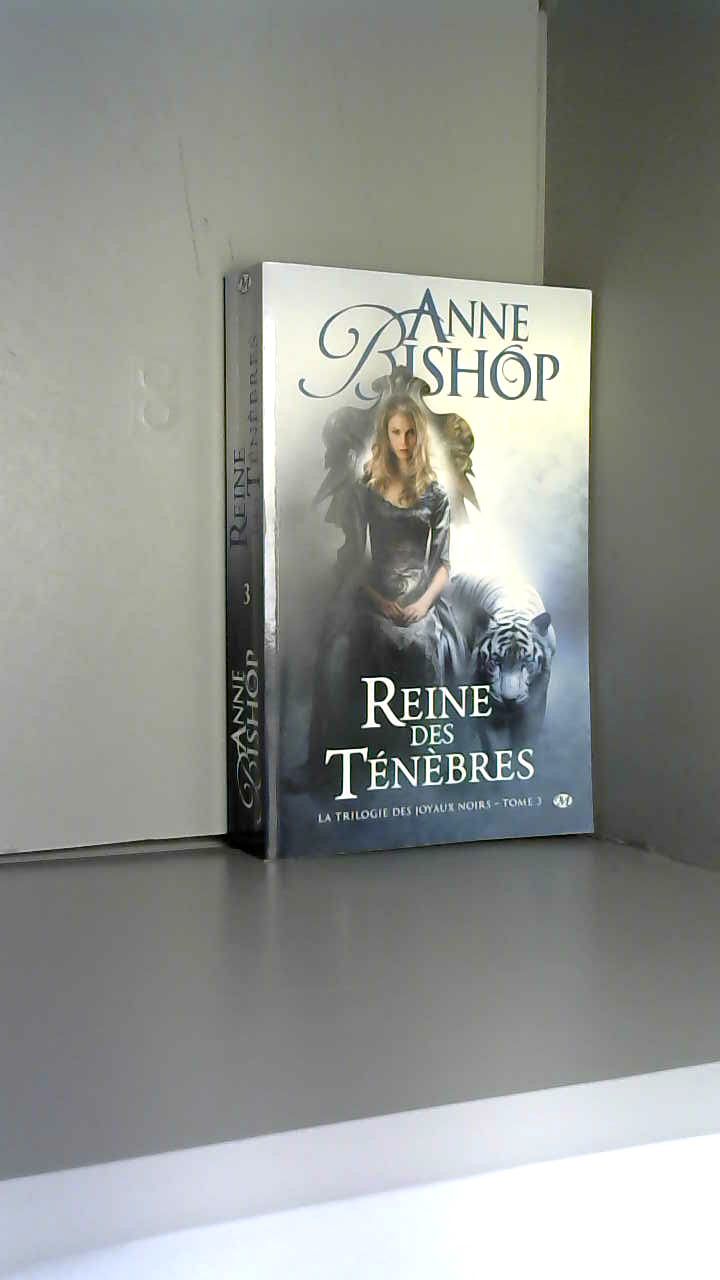 ANNE
BISHOP
REINE
DES
TÉNÈBRES
LA TRILOGIE DES JOYAUX NOIRS – TOME 3
M
ANNE
BISHOP
3
REINE
DES TÉNÈBRES
M